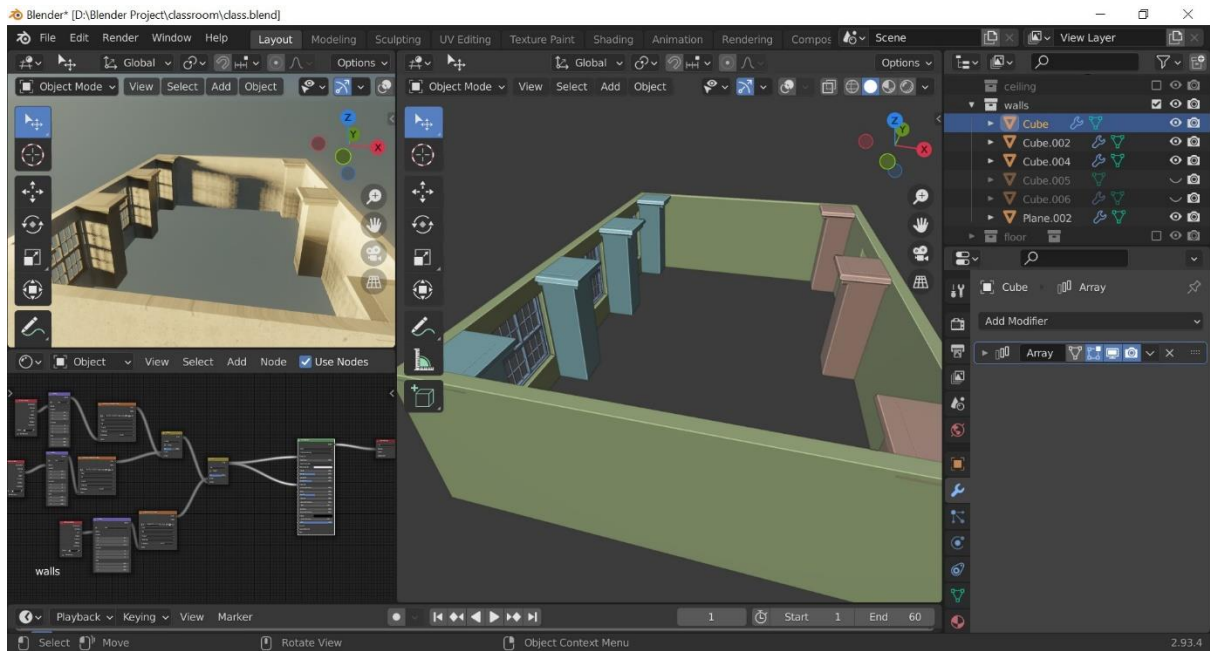 Blender* [D:\Blender Project\classroom\class.blend]
File Edit Render Window Help Layout Modeling Sculpting UV Editing Texture Paint Shading Animation Rendering Compos Scene View Layer
Global Options
Global Options
Object Mode View Select Add Object
Object Mode View Select Add Object
Z
Y
X
Z
Y
X
ceiling
walls
Cube
Cube.002
Cube.004
Cube.005
Cube.006
Plane.002
floor
Cube Array
Add Modifier
Array
Object View Select Add Node Use Nodes
walls
Playback Keying View Marker 1 Start 1 End 60
Select Move Rotate View Object Context Menu 2.93.4